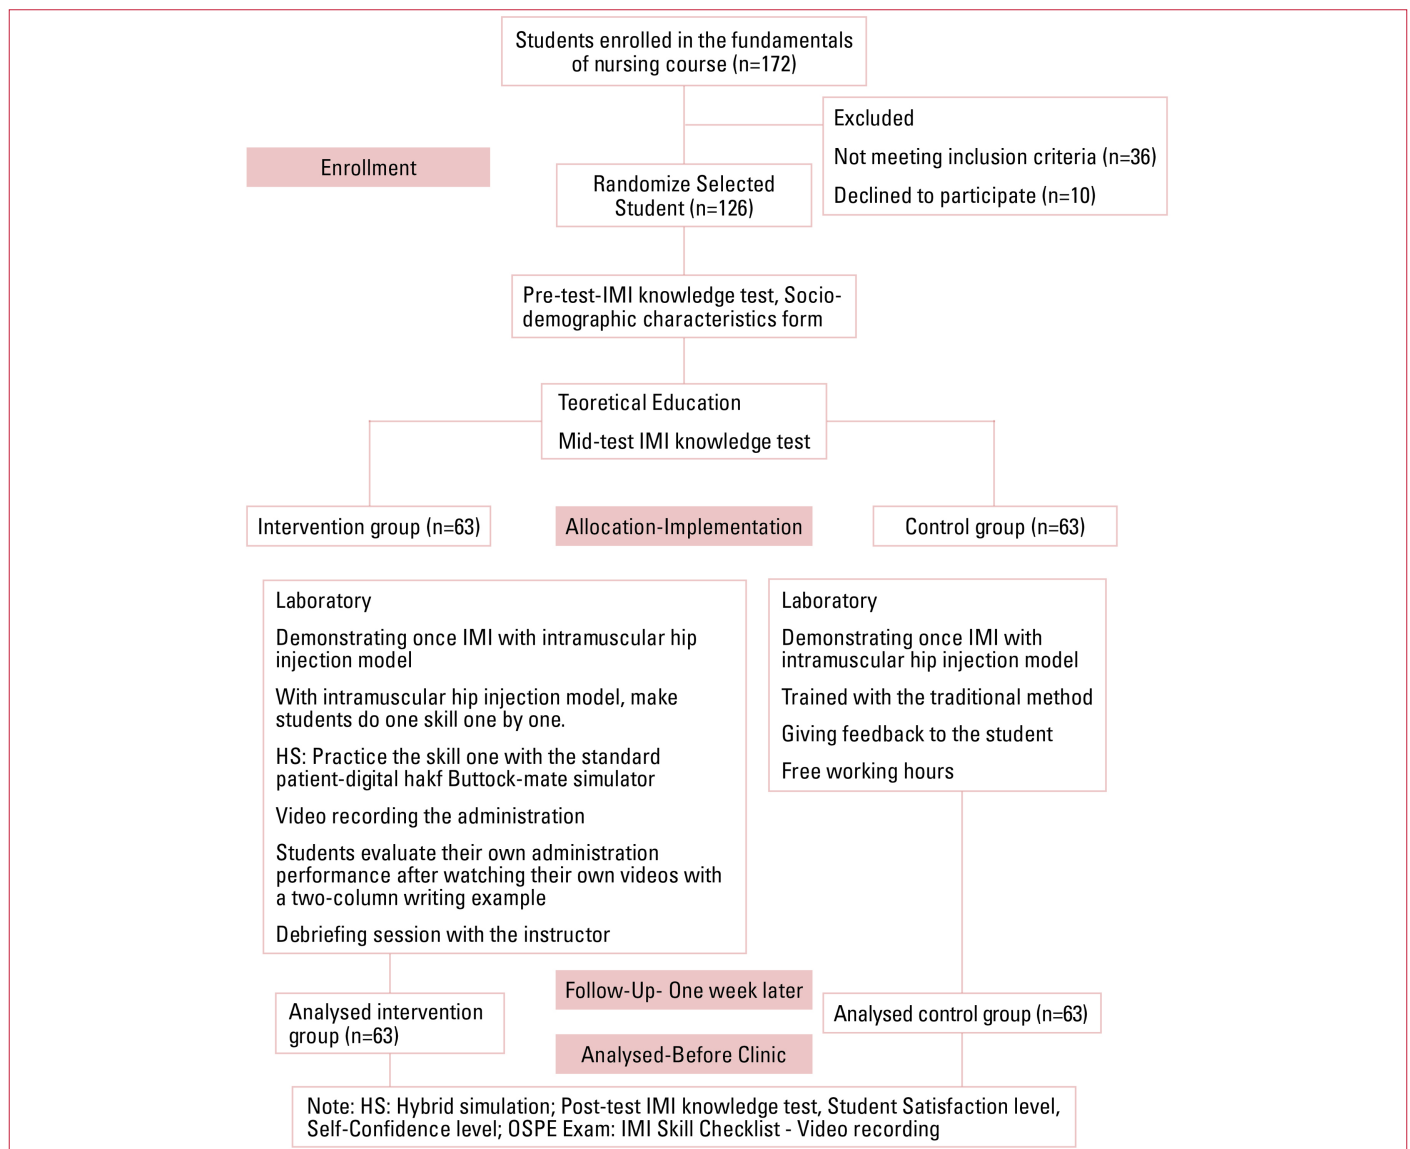 Students enrolled in the fundamentals
of nursing course (n=172)
Excluded
Not meeting inclusion criteria (n=36)
Declined to participate (n=10)
Enrollment
Randomize Selected
Student (n=126)
Pre-test-IMI knowledge test, Socio-
demographic characteristics form
Teoretical Education
Mid-test IMI knowledge test
Intervention group (n=63)
Allocation-Implementation
Control group (n=63)
Laboratory
Demonstrating once IMI with intramuscular hip
injection model
With intramuscular hip injection model, make
students do one skill one by one.
HS: Practice the skill one with the standard
patient-digital hakf Buttock-mate simulator
Video recording the administration
Students evaluate their own administration
performance after watching their own videos with
a two-column writing example
Debriefing session with the instructor
Laboratory
Demonstrating once IMI with
intramuscular hip injection model
Trained with the traditional method
Giving feedback to the student
Free working hours
Follow-Up- One week later
Analysed intervention
group (n=63)
Analysed control group (n=63)
Analysed-Before Clinic
Note: HS: Hybrid simulation; Post-test IMI knowledge test, Student Satisfaction level,
Self-Confidence level; OSPE Exam: IMI Skill Checklist - Video recording